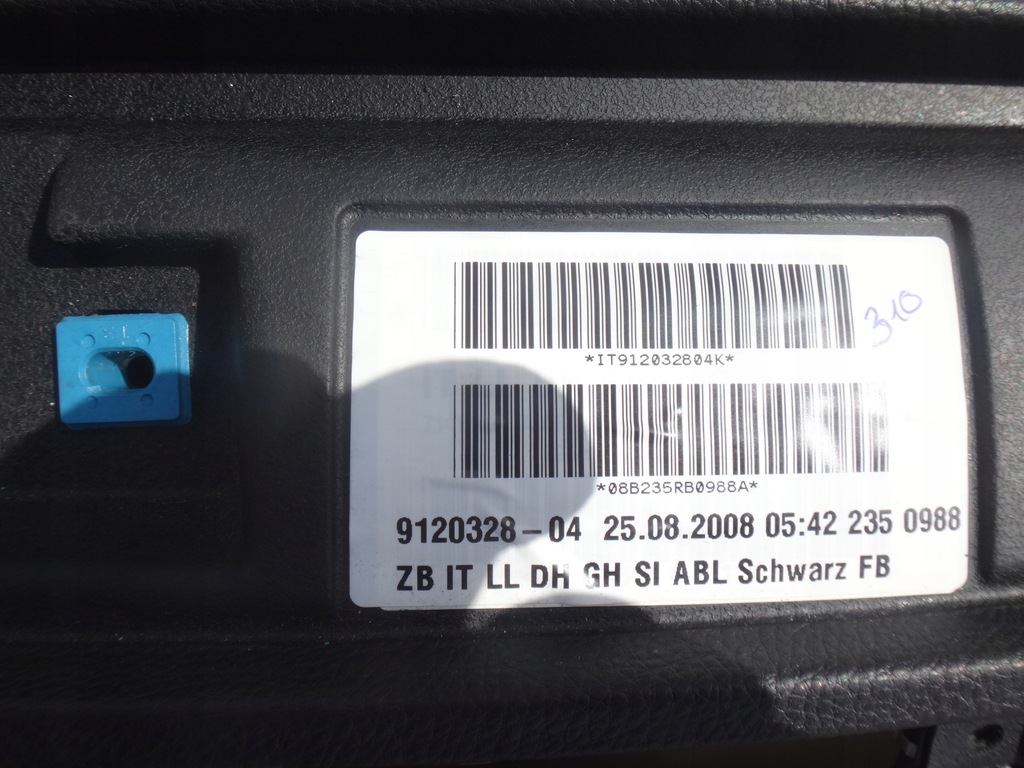 310
*IT912032804K*
*08B235RB0988A*
9120328-04 25.08.2008 05:42 235 0988
ZB IT LL DH GH SI ABL Schwarz FB